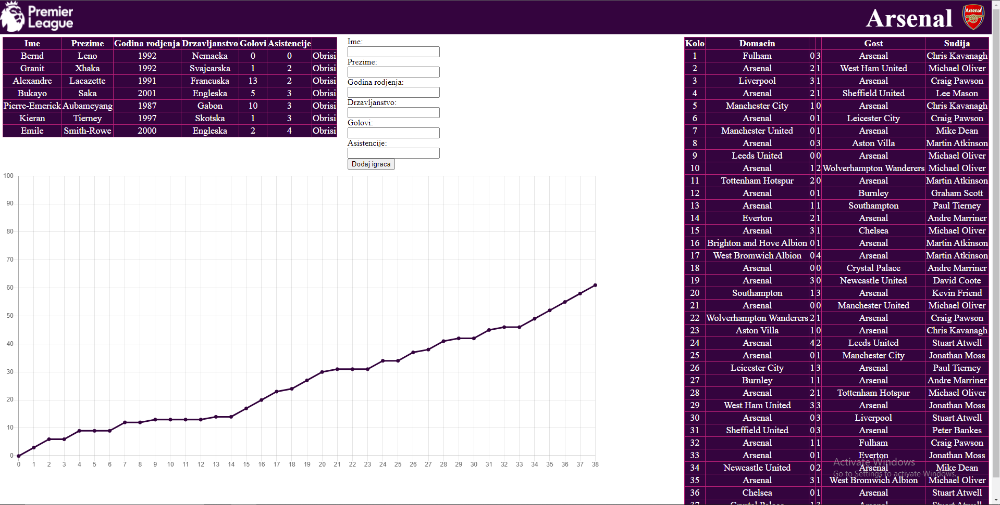 Premier
League
Arsenal
Arsenal
Ime Prezime Godina rodjenja Drzavljanstvo Golovi Asistencije
Bernd Leno 1992 Nemacka 0 0 Obrisi
Granit Xhaka 1992 Svajcarska 1 2 Obrisi
Alexandre Lacazette 1991 Francuska 13 2 Obrisi
Bukayo Saka 2001 Engleska 5 3 Obrisi
Pierre-Emerick Aubameyang 1987 Gabon 10 3 Obrisi
Kieran Tierney 1997 Skotska 1 3 Obrisi
Emile Smith-Rowe 2000 Engleska 2 4 Obrisi
Ime:
Prezime:
Godina rodjenja:
Drzavljanstvo:
Golovi:
Asistencije:
Dodaj igraca
100
90
80
70
60
50
40
30
20
10
0
0 1 2 3 4 5 6 7 8 9 10 11 12 13 14 15 16 17 18 19 20 21 22 23 24 25 26 27 28 29 30 31 32 33 34 35 36 37 38
Kolo Domacin Gost Sudija
1 Fulham 0 3 Arsenal Chris Kavanagh
2 Arsenal 2 1 West Ham United Michael Oliver
3 Liverpool 3 1 Arsenal Craig Pawson
4 Arsenal 2 1 Sheffield United Lee Mason
5 Manchester City 1 0 Arsenal Chris Kavanagh
6 Arsenal 0 1 Leicester City Craig Pawson
7 Manchester United 0 1 Arsenal Mike Dean
8 Arsenal 0 3 Aston Villa Martin Atkinson
9 Leeds United 0 0 Arsenal Michael Oliver
10 Arsenal 1 2 Wolverhampton Wanderers Michael Oliver
11 Tottenham Hotspur 2 0 Arsenal Martin Atkinson
12 Arsenal 0 1 Burnley Graham Scott
13 Arsenal 1 1 Southampton Paul Tierney
14 Everton 2 1 Arsenal Andre Marriner
15 Arsenal 3 1 Chelsea Michael Oliver
16 Brighton and Hove Albion 0 1 Arsenal Martin Atkinson
17 West Bromwich Albion 0 4 Arsenal Martin Atkinson
18 Arsenal 0 0 Crystal Palace Andre Marriner
19 Arsenal 3 0 Newcastle United David Coote
20 Southampton 1 3 Arsenal Kevin Friend
21 Arsenal 0 0 Manchester United Michael Oliver
22 Wolverhampton Wanderers 2 1 Arsenal Craig Pawson
23 Aston Villa 1 0 Arsenal Chris Kavanagh
24 Arsenal 4 2 Leeds United Stuart Atwell
25 Arsenal 0 1 Manchester City Jonathan Moss
26 Leicester City 1 3 Arsenal Paul Tierney
27 Burnley 1 1 Arsenal Andre Marriner
28 Arsenal 2 1 Tottenham Hotspur Michael Oliver
29 West Ham United 3 3 Arsenal Jonathan Moss
30 Arsenal 0 3 Liverpool Stuart Atwell
31 Sheffield United 0 3 Arsenal Peter Bankes
32 Arsenal 1 1 Fulham Craig Pawson
33 Arsenal 0 1 Everton Jonathan Moss
34 Newcastle United 0 2 Arsenal Mike Dean
35 Arsenal 3 1 West Bromwich Albion Michael Oliver
36 Chelsea 0 1 Arsenal Stuart Atwell
37 Crystal Palace 1 3 Arsenal Stuart Atwell
Activate Windows
Go to Settings to activate Windows.